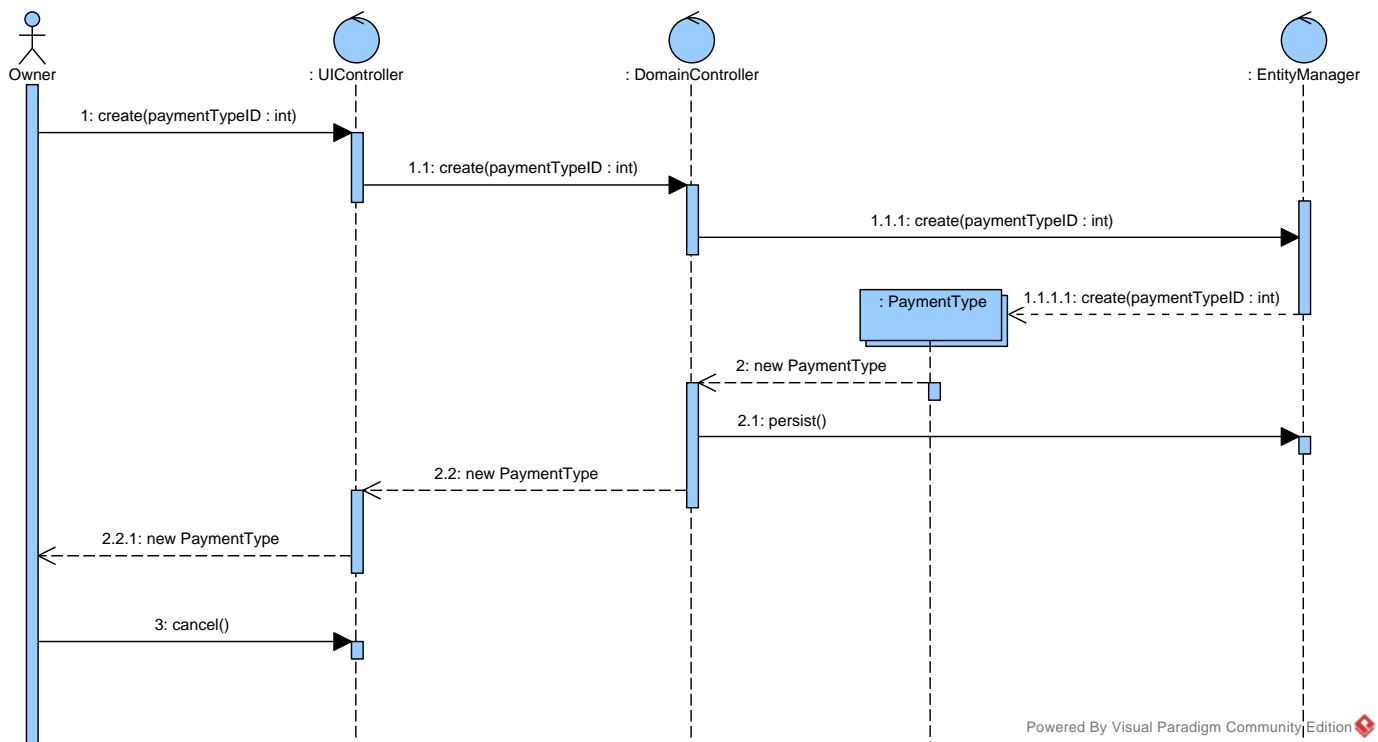 Owner
: UIController
: DomainController
: EntityManager
1: create(paymentTypeID : int)
1.1: create(paymentTypeID : int)
1.1.1: create(paymentTypeID : int)
: PaymentType
1.1.1.1: create(paymentTypeID : int)
2: new PaymentType
2.1: persist()
2.2: new PaymentType
2.2.1: new PaymentType
3: cancel()
Powered By Visual Paradigm Community Edition